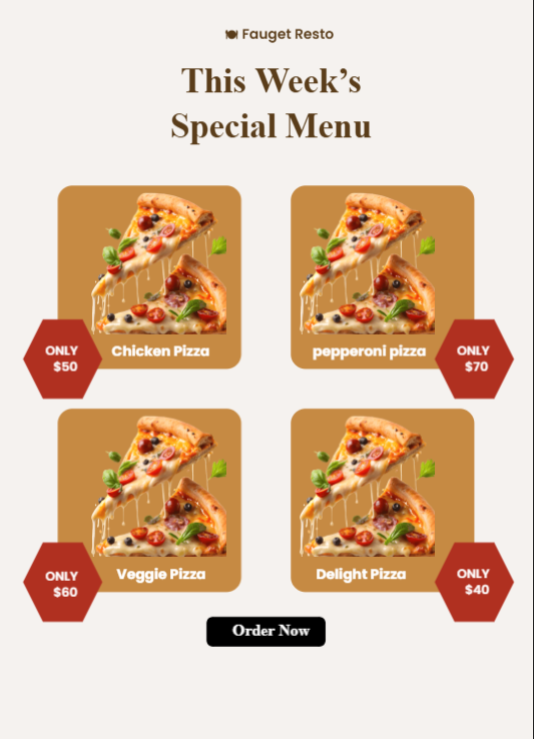 Fauget Resto
This Week’s
Special Menu
ONLY
$50
Chicken Pizza
pepperoni pizza
ONLY
$70
ONLY
$60
Veggie Pizza
Delight Pizza
ONLY
$40
Order Now